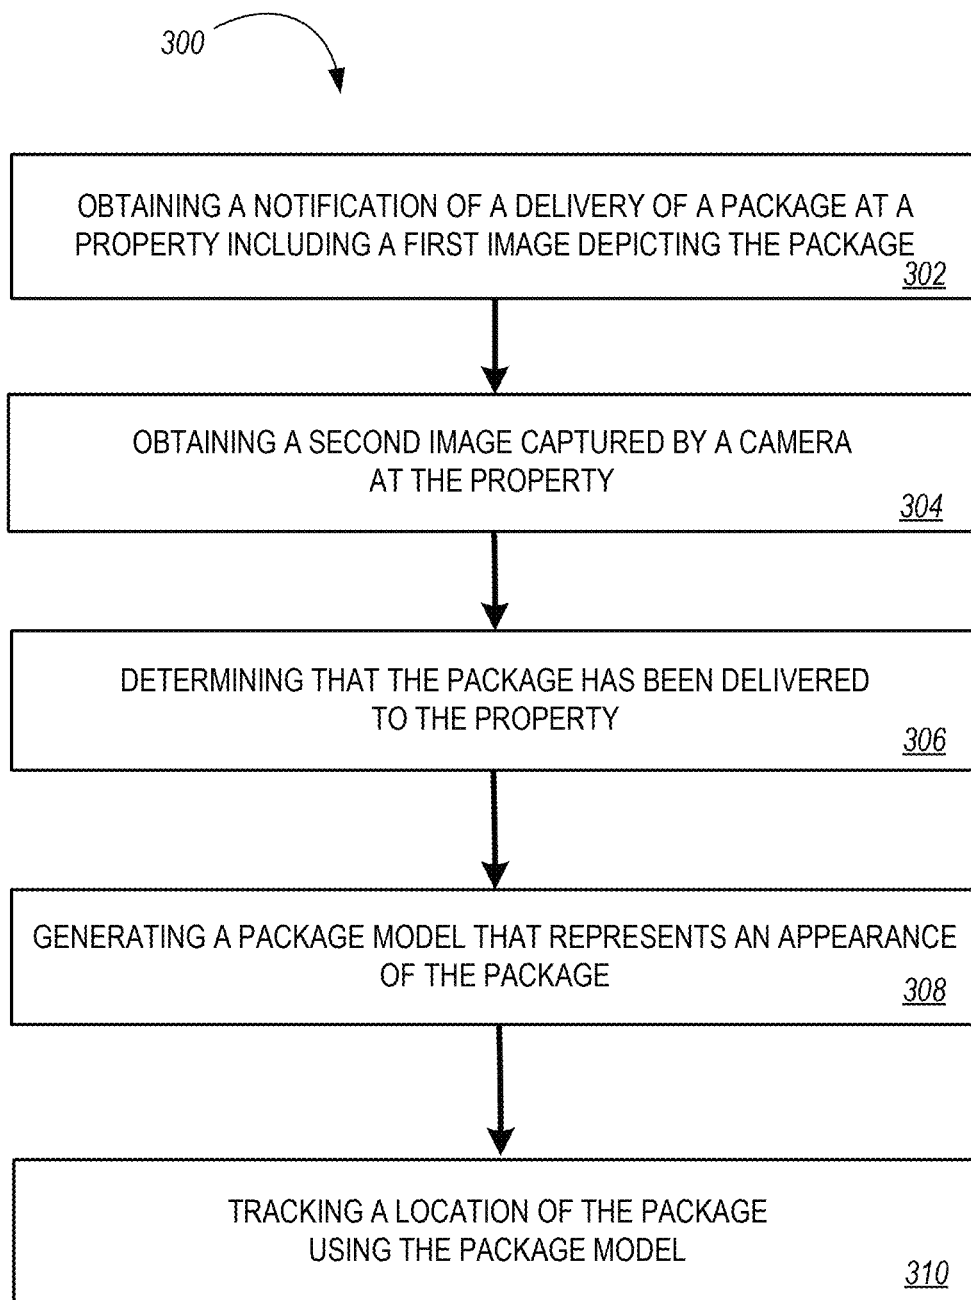 300
OBTAINING A NOTIFICATION OF A DELIVERY OF A PACKAGE AT A
PROPERTY INCLUDING A FIRST IMAGE DEPICTING THE PACKAGE
302
OBTAINING A SECOND IMAGE CAPTURED BY A CAMERA
AT THE PROPERTY
304
DETERMINING THAT THE PACKAGE HAS BEEN DELIVERED
TO THE PROPERTY
306
GENERATING A PACKAGE MODEL THAT REPRESENTS AN APPEARANCE
OF THE PACKAGE
308
TRACKING A LOCATION OF THE PACKAGE
USING THE PACKAGE MODEL
310